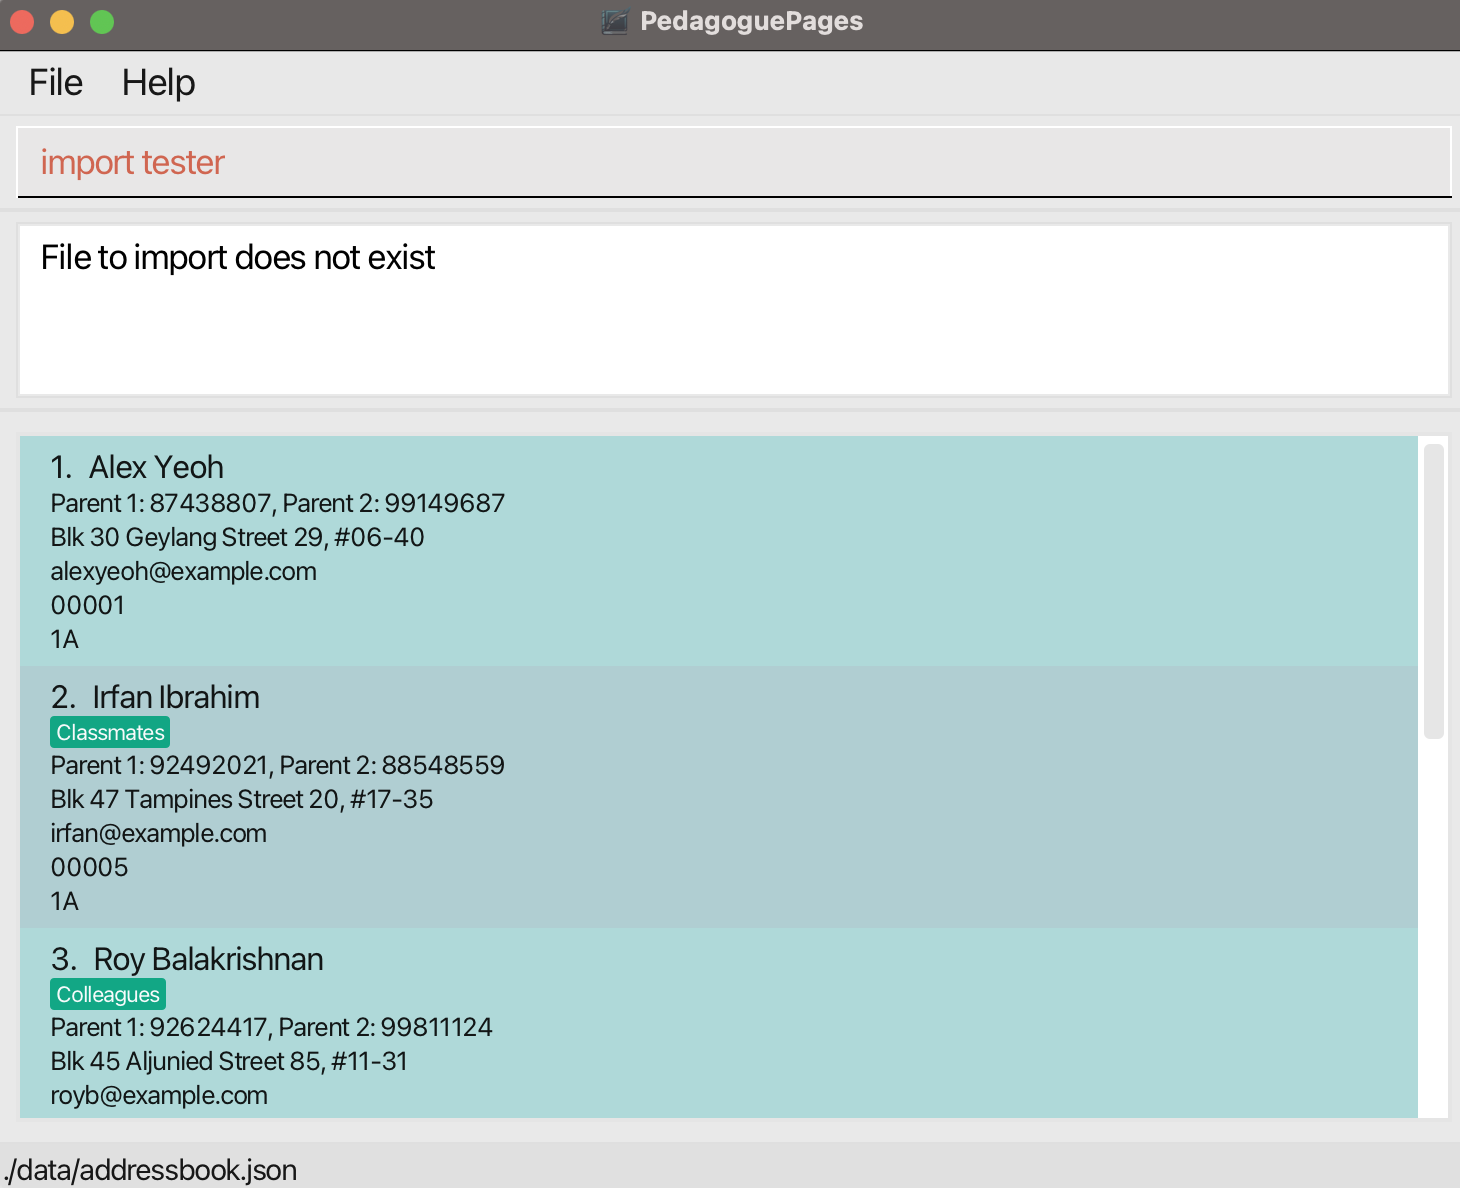 PedagoguePages
File Help
import tester
File to import does not exist
1. Alex Yeoh
Parent 1: 87438807, Parent 2: 99149687
Blk 30 Geylang Street 29, #06-40
alexyeoh@example.com
00001
1A
2. Irfan Ibrahim
Classmates
Parent 1: 92492021, Parent 2: 88548559
Blk 47 Tampines Street 20, #17-35
irfan@example.com
00005
1A
3. Roy Balakrishnan
Colleagues
Parent 1: 92624417, Parent 2: 99811124
Blk 45 Aljunied Street 85, #11-31
royb@example.com
./data/addressbook.json